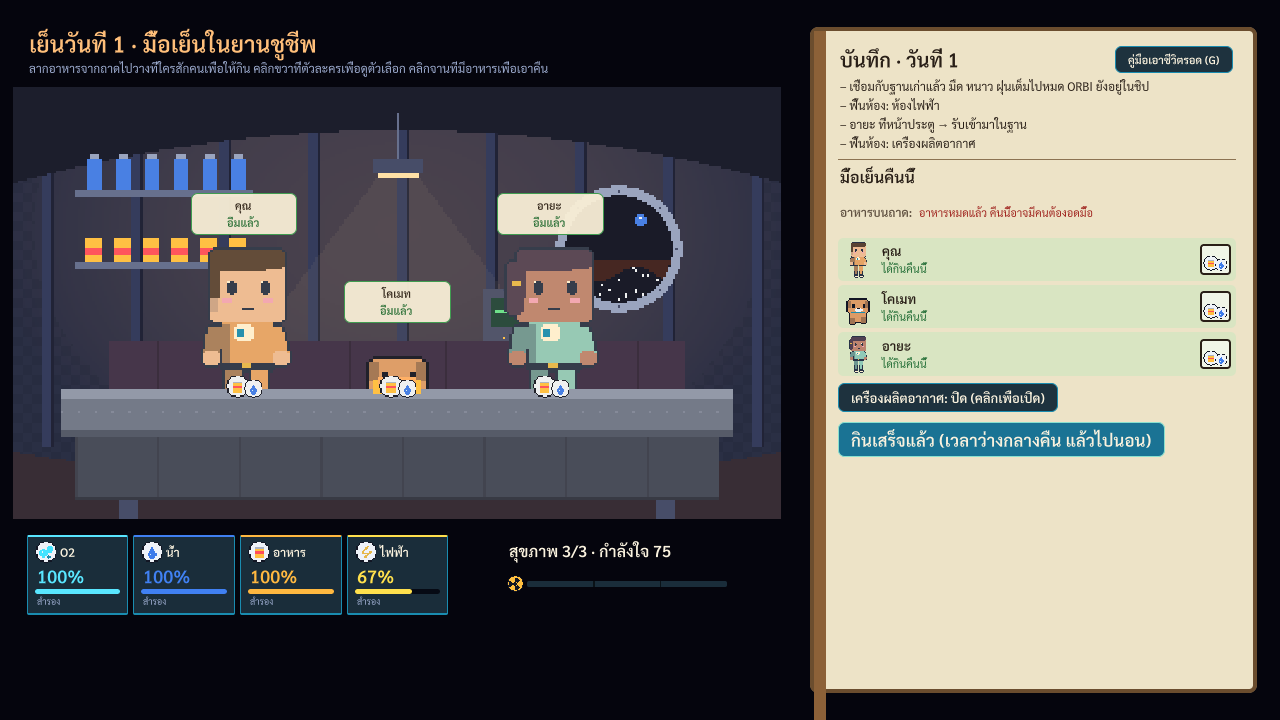 เย็นวันที่ 1 · มื้อเย็นในยานชูชีพ
ลากอาหารจากถาดไปวางที่ใครสักคนเพื่อให้กิน คลิกขวาที่ตัวละครเพื่อดูตัวเลือก คลิกจานที่มีอาหารเพื่อเอาคืน
คุณ
อิ่มแล้ว
อายะ
อิ่มแล้ว
โคเมท
อิ่มแล้ว
O2
100%
สำรอง
น้ำ
100%
สำรอง
อาหาร
100%
สำรอง
ไฟฟ้า
67%
สำรอง
สุขภาพ 3/3 · กำลังใจ 75
บันทึก · วันที่ 1
คู่มือเอาชีวิตรอด (G)
– เชื่อมกับฐานเก่าแล้ว มืด หนาว ฝุ่นเต็มไปหมด ORBI ยังอยู่ในชิป
– ฟื้นห้อง: ห้องไฟฟ้า
– อายะ ที่หน้าประตู → รับเข้ามาในฐาน
– ฟื้นห้อง: เครื่องผลิตอากาศ
มื้อเย็นคืนนี้
อาหารบนถาด: อาหารหมดแล้ว คืนนี้อาจมีคนต้องอดมื้อ
คุณ
ได้กินคืนนี้
โคเมท
ได้กินคืนนี้
อายะ
ได้กินคืนนี้
เครื่องผลิตอากาศ: ปิด (คลิกเพื่อเปิด)
กินเสร็จแล้ว (เวลาว่างกลางคืน แล้วไปนอน)